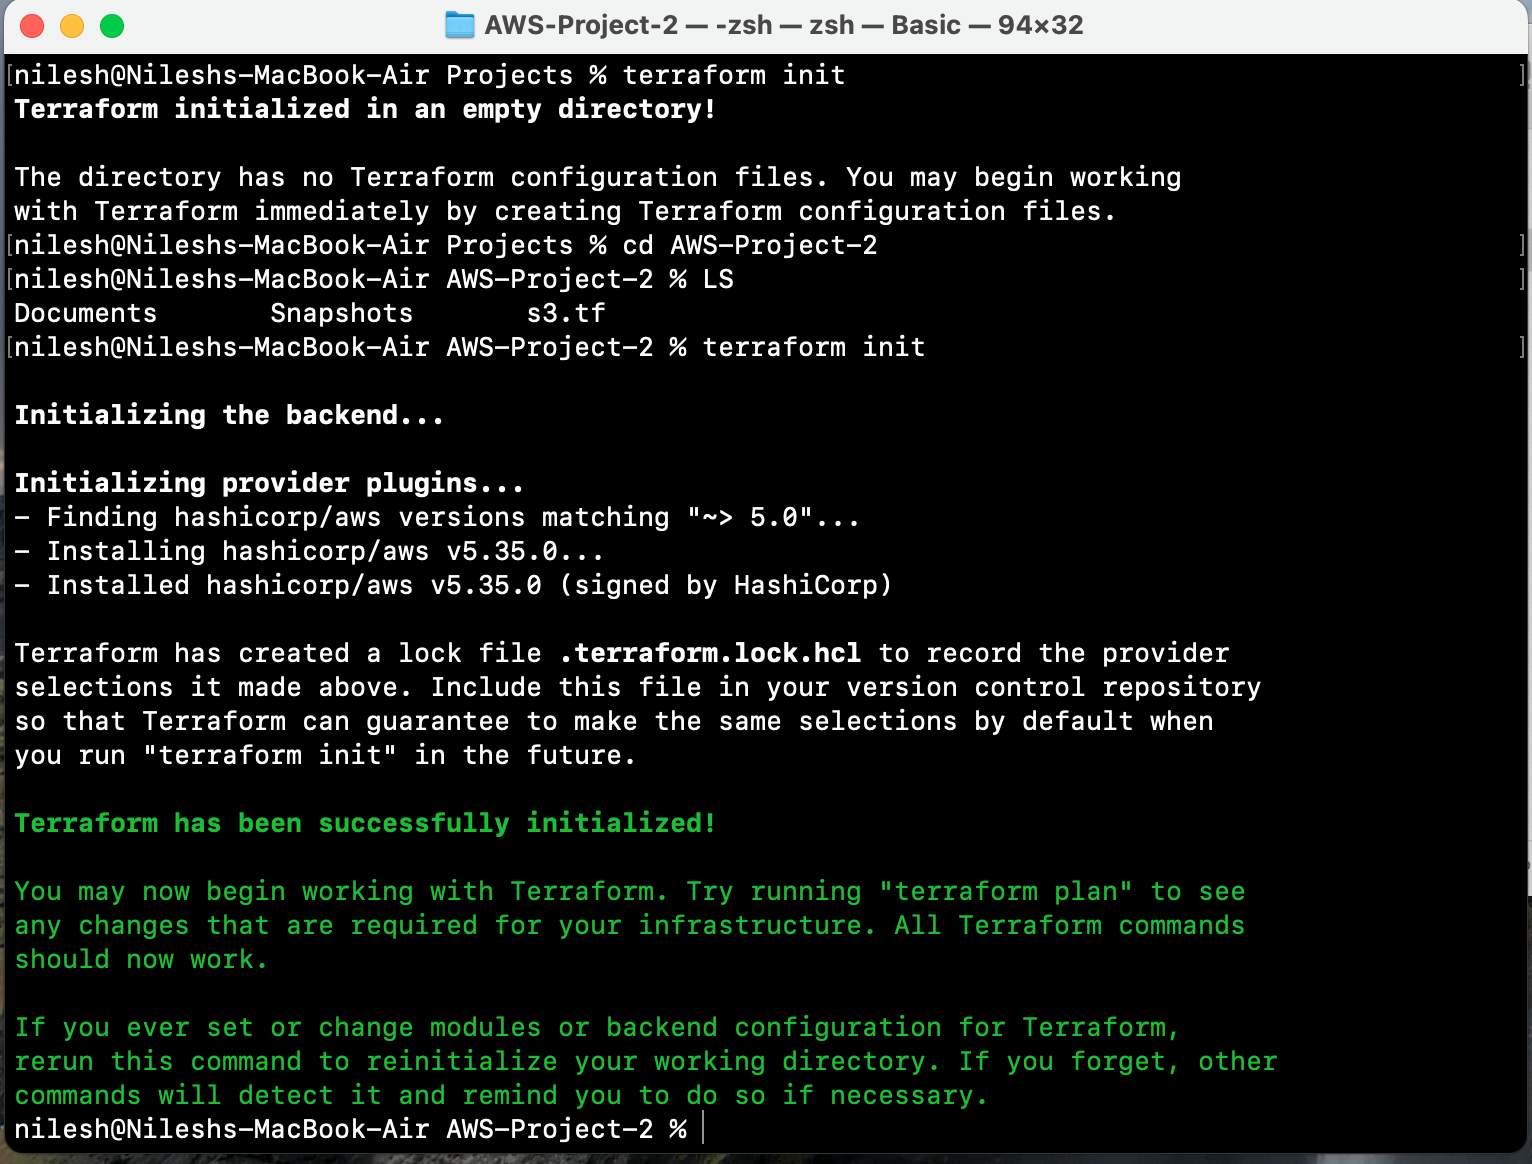 AWS-Project-2 — -zsh — zsh — Basic — 94×32
[nilesh@Nileshs-MacBook-Air Projects % terraform init ]
Terraform initialized in an empty directory!
The directory has no Terraform configuration files. You may begin working
with Terraform immediately by creating Terraform configuration files.
[nilesh@Nileshs-MacBook-Air Projects % cd AWS-Project-2 ]
[nilesh@Nileshs-MacBook-Air AWS-Project-2 % LS ]
Documents Snapshots s3.tf
[nilesh@Nileshs-MacBook-Air AWS-Project-2 % terraform init ]
Initializing the backend...
Initializing provider plugins...
- Finding hashicorp/aws versions matching "~> 5.0"...
- Installing hashicorp/aws v5.35.0...
- Installed hashicorp/aws v5.35.0 (signed by HashiCorp)
Terraform has created a lock file .terraform.lock.hcl to record the provider
selections it made above. Include this file in your version control repository
so that Terraform can guarantee to make the same selections by default when
you run "terraform init" in the future.
Terraform has been successfully initialized!
You may now begin working with Terraform. Try running "terraform plan" to see
any changes that are required for your infrastructure. All Terraform commands
should now work.
If you ever set or change modules or backend configuration for Terraform,
rerun this command to reinitialize your working directory. If you forget, other
commands will detect it and remind you to do so if necessary.
nilesh@Nileshs-MacBook-Air AWS-Project-2 %